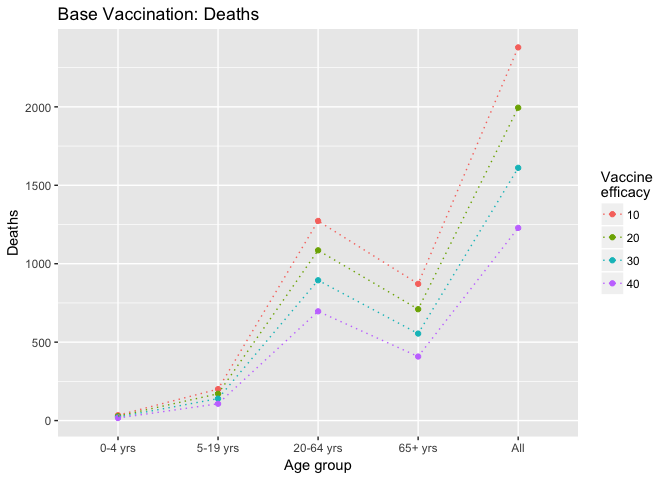 Base Vaccination: Deaths
Deaths
2000
1500
1000
500
0
0-4 yrs 5-19 yrs 20-64 yrs 65+ yrs All
Age group
Vaccine
efficacy
10
20
30
40